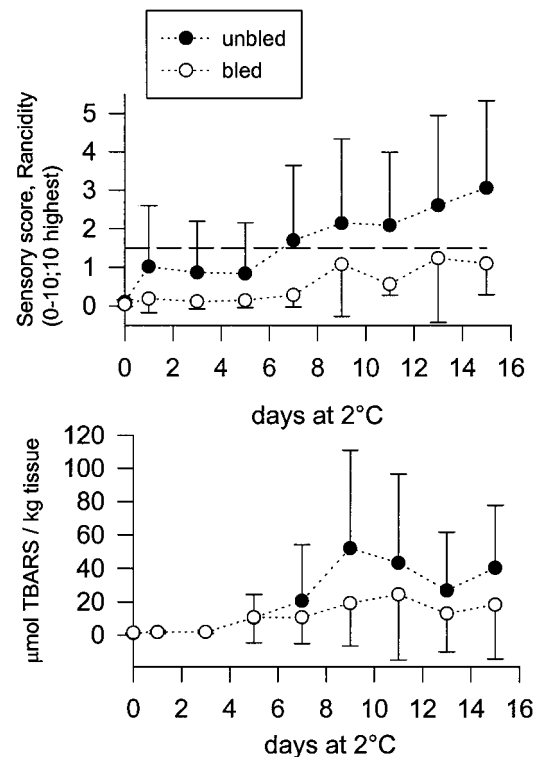 unbled
bled
Sensory score, Rancidity
(0-10;10 highest)
5
4
3
2
1
0
0 2 4 6 8 10 12 14 16
days at 2°C
μmol TBARS / kg tissue
120
100
80
60
40
20
0
0 2 4 6 8 10 12 14 16
days at 2°C